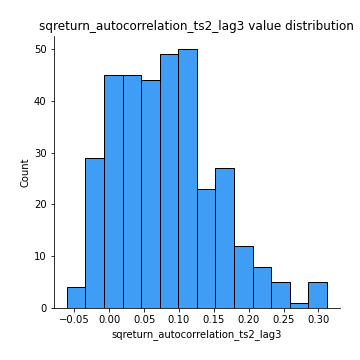 sqreturn_autocorrelation_ts2_lag3 value distribution
50
40
30
20
10
0
Count
−0.05 0.00 0.05 0.10 0.15 0.20 0.25 0.30
sqreturn_autocorrelation_ts2_lag3